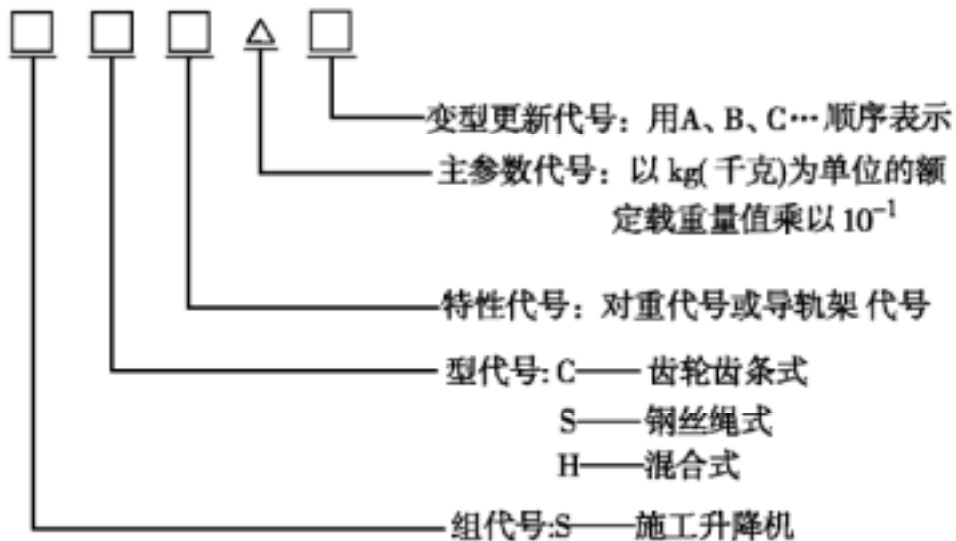 变型更新代号：用A、B、C…顺序表示
主参数代号：以 kg(千克)为单位的额
定载重量值乘以 10⁻¹
特性代号：对重代号或导轨架 代号
型代号:C——齿轮齿条式
S——钢丝绳式
H——混合式
组代号:S——施工升降机